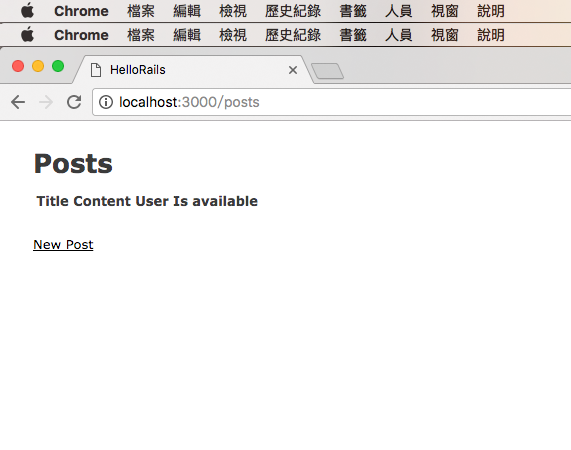 Chrome 檔案 編輯 檢視 歷史紀錄 書籤 人員 視窗 說明
Chrome 檔案 編輯 檢視 歷史紀錄 書籤 人員 視窗 說明
HelloRails
localhost:3000/posts
Posts
Title Content User Is available
New Post